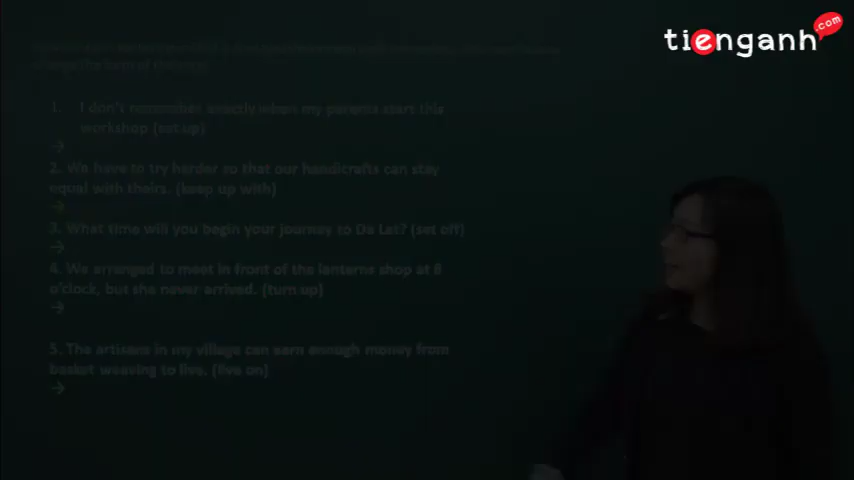 tienganh
.com
1. I don't remember exactly when my parents start this
workshop (set up)
→
2. We have to try harder so that our handicrafts can stay
equal with theirs. (keep up with)
→
3. What time will you begin your journey to Da Lat? (set off)
→
4. We arranged to meet in front of the lanterns shop at 8
o'clock, but she never arrived. (turn up)
→
5. The artisans in my village can earn enough money from
basket weaving to live. (live on)
→